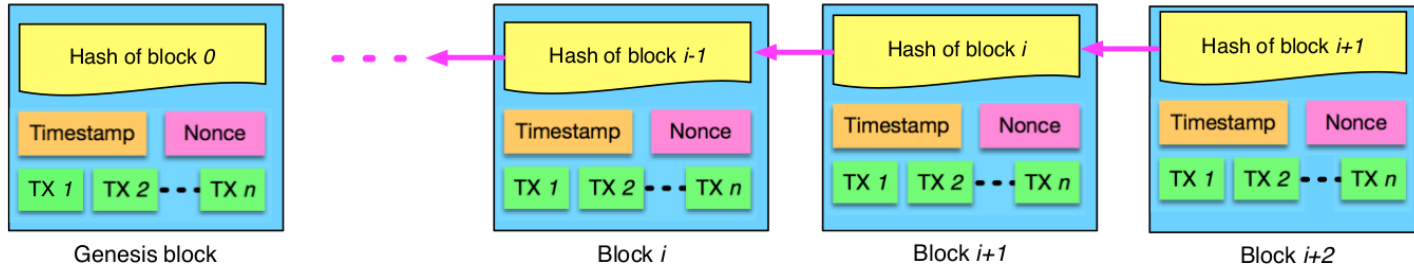 Hash of block 0
Hash of block i-1
Hash of block i
Hash of block i+1
Timestamp Nonce
Timestamp Nonce
Timestamp Nonce
Timestamp Nonce
TX 1 TX 2 TX n
TX 1 TX 2 TX n
TX 1 TX 2 TX n
TX 1 TX 2 TX n
Genesis block
Block i
Block i+1
Block i+2